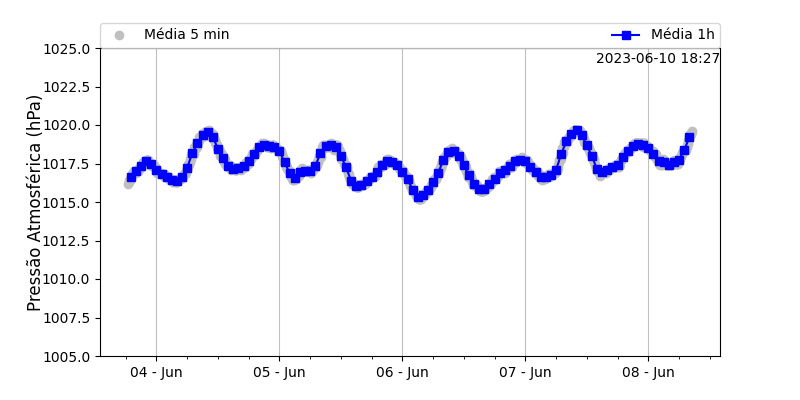 Média 5 min
Média 1h
2023-06-10 18:27
Pressão Atmosférica (hPa)
1025.0
1022.5
1020.0
1017.5
1015.0
1012.5
1010.0
1007.5
1005.0
04 - Jun
05 - Jun
06 - Jun
07 - Jun
08 - Jun